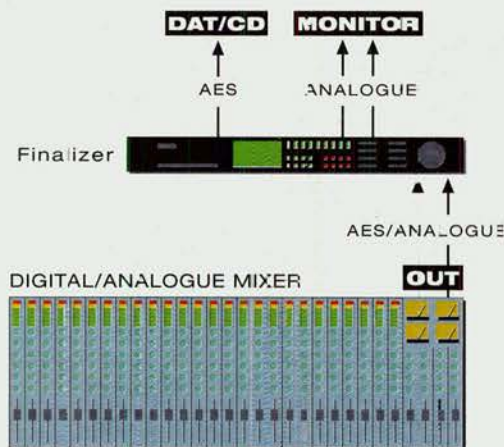 DAT/CD MONITOR
AES ANALOGUE
Finalizer
AES/ANALOGUE
DIGITAL/ANALOGUE MIXER OUT